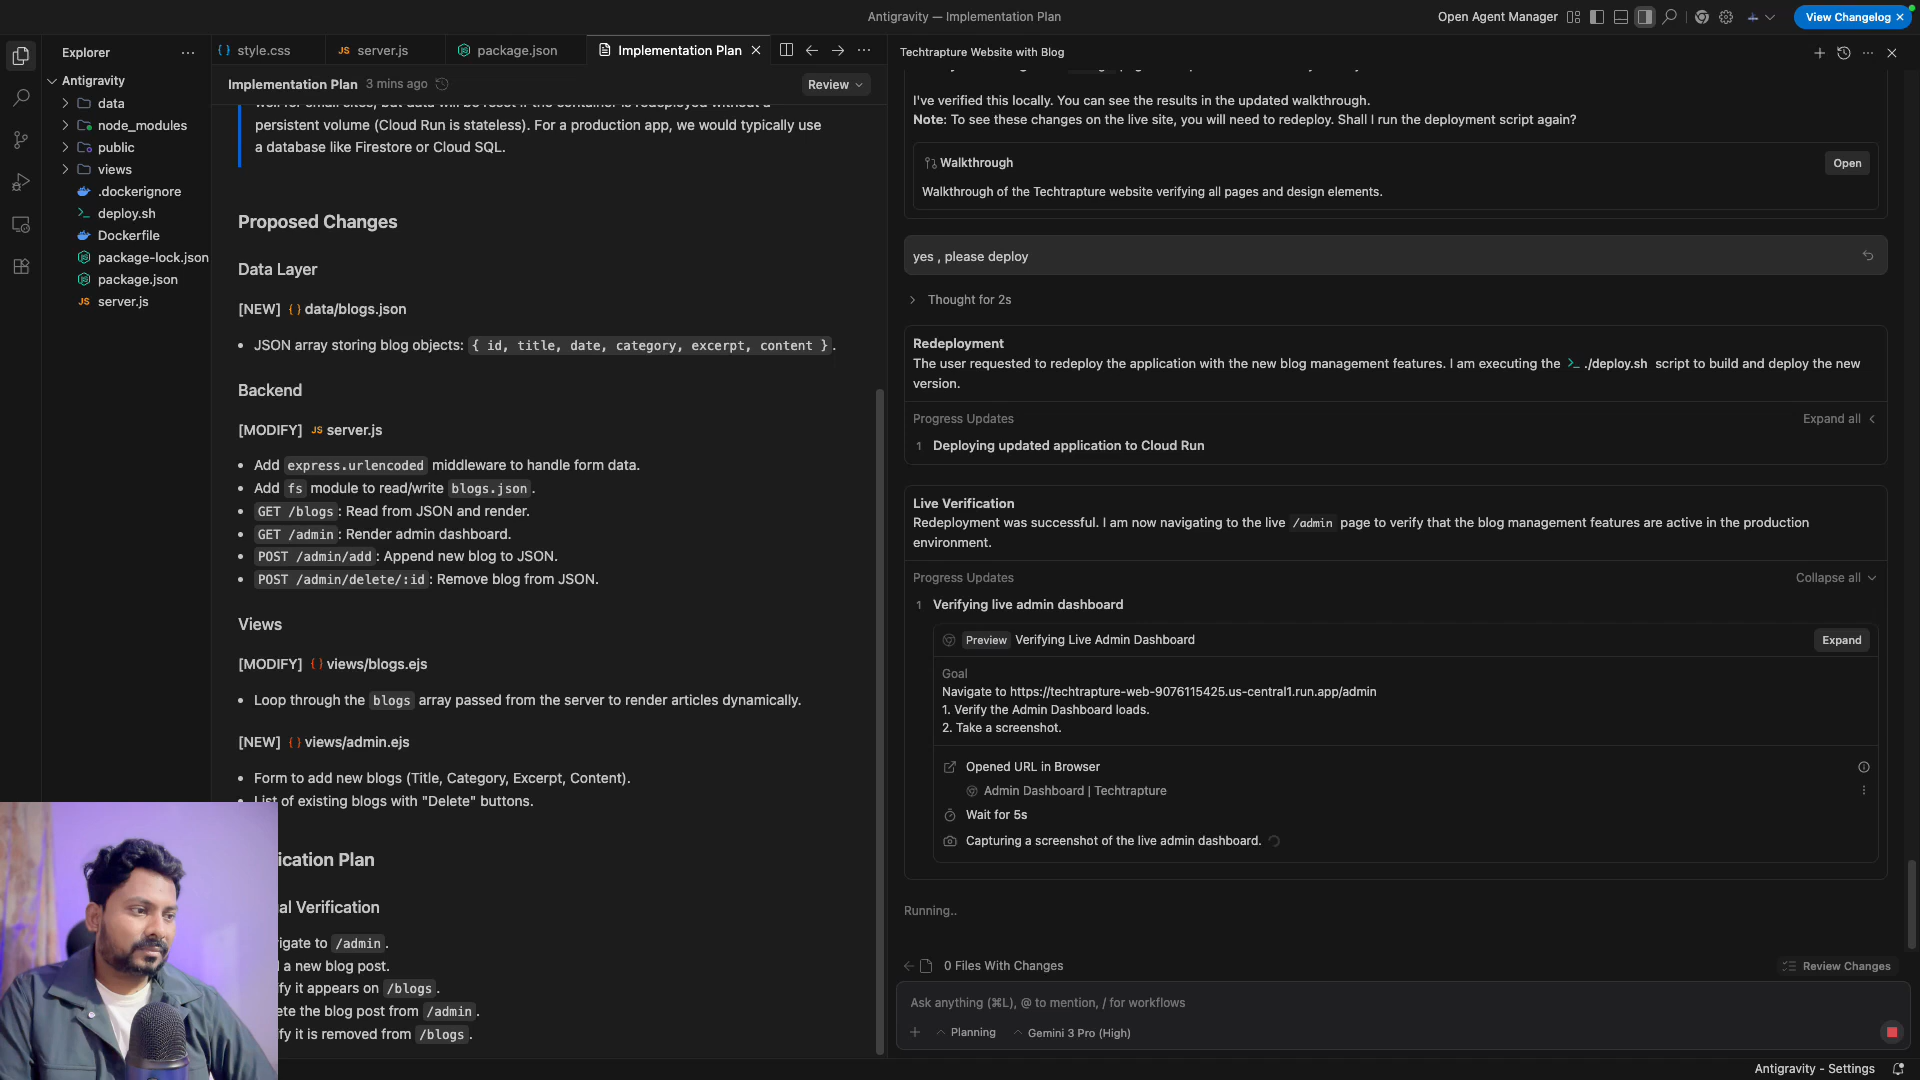 Antigravity — Implementation Plan
Open Agent Manager
View Changelog
Explorer
Antigravity
data
node_modules
public
views
.dockerignore
deploy.sh
Dockerfile
package-lock.json
package.json
JS server.js
style.css
JS server.js
package.json
Implementation Plan
Implementation Plan 3 mins ago
Review
persistent volume (Cloud Run is stateless). For a production app, we would typically use
a database like Firestore or Cloud SQL.
Proposed Changes
Data Layer
[NEW] {} data/blogs.json
• JSON array storing blog objects: { id, title, date, category, excerpt, content }.
Backend
[MODIFY] JS server.js
• Add express.urlencoded middleware to handle form data.
• Add fs module to read/write blogs.json.
• GET /blogs: Read from JSON and render.
• GET /admin: Render admin dashboard.
• POST /admin/add: Append new blog to JSON.
• POST /admin/delete/:id: Remove blog from JSON.
Views
[MODIFY] {} views/blogs.ejs
• Loop through the blogs array passed from the server to render articles dynamically.
[NEW] {} views/admin.ejs
• Form to add new blogs (Title, Category, Excerpt, Content).
List of existing blogs with "Delete" buttons.
ication Plan
al Verification
igate to /admin.
a new blog post.
fy it appears on /blogs.
ete the blog post from /admin.
fy it is removed from /blogs.
Techtrapture Website with Blog
I've verified this locally. You can see the results in the updated walkthrough.
Note: To see these changes on the live site, you will need to redeploy. Shall I run the deployment script again?
Walkthrough
Open
Walkthrough of the Techtrapture website verifying all pages and design elements.
yes , please deploy
Thought for 2s
Redeployment
The user requested to redeploy the application with the new blog management features. I am executing the ./deploy.sh script to build and deploy the new
version.
Progress Updates
Expand all
1 Deploying updated application to Cloud Run
Live Verification
Redeployment was successful. I am now navigating to the live /admin page to verify that the blog management features are active in the production
environment.
Progress Updates
Collapse all
1 Verifying live admin dashboard
Preview Verifying Live Admin Dashboard
Expand
Goal
Navigate to https://techtrapture-web-9076115425.us-central1.run.app/admin
1. Verify the Admin Dashboard loads.
2. Take a screenshot.
Opened URL in Browser
Admin Dashboard | Techtrapture
Wait for 5s
Capturing a screenshot of the live admin dashboard.
Running..
0 Files With Changes
Review Changes
Ask anything (⌘L), @ to mention, / for workflows
Planning
Gemini 3 Pro (High)
Antigravity - Settings